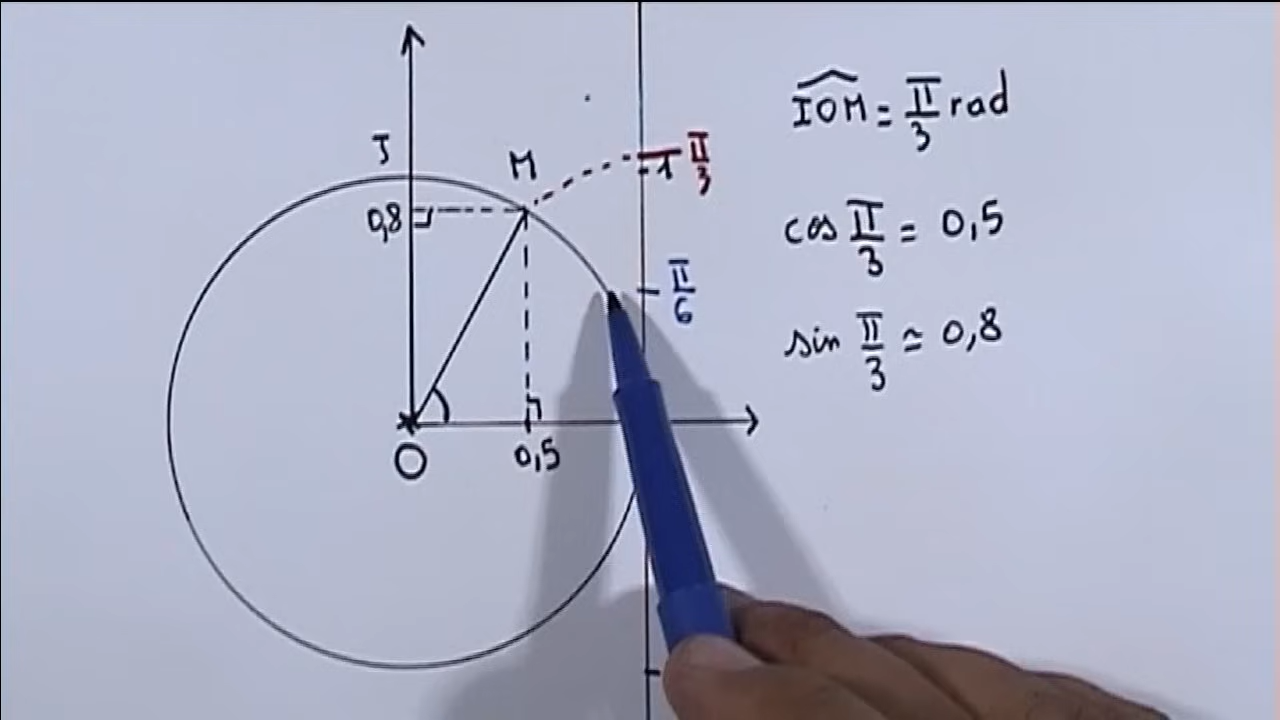 J
M
0,8
O
0,5
1
π/3
π/6
IOM = π/3 rad
cos π/3 = 0,5
sin π/3 ≃ 0,8